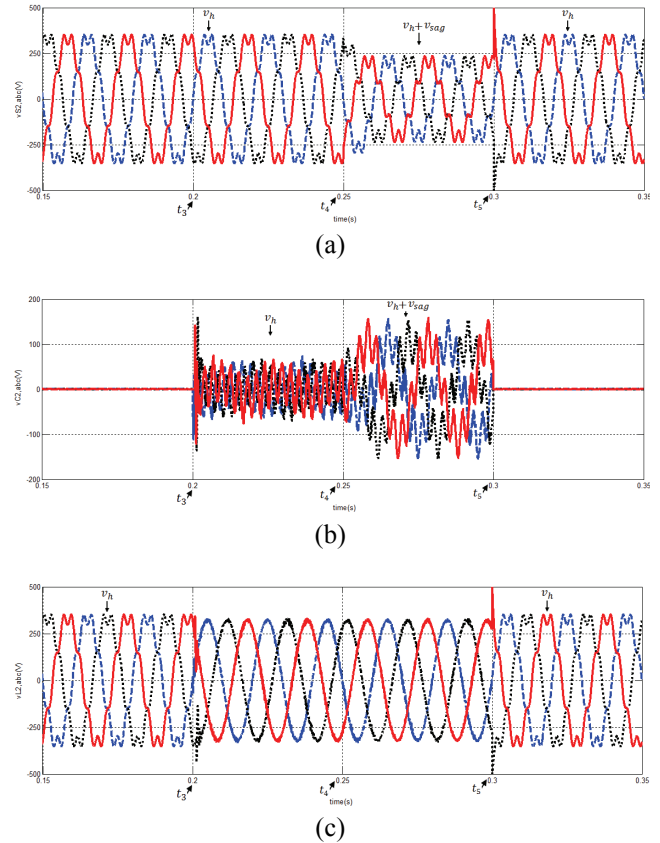 v_h
v_h+v_sag
v_h
500
250
0
-250
-500
vS2,abc(V)
0.15
0.2
0.25
0.3
0.35
t_3
t_4
t_5
time(s)
(a)
v_h
v_h+v_sag
200
100
0
-100
-200
vC2,abc(V)
0.15
0.2
0.25
0.3
0.35
t_3
t_4
t_5
time(s)
(b)
v_h
v_h
500
250
0
-250
-500
vL2,abc(V)
0.15
0.2
0.25
0.3
0.35
t_3
t_4
t_5
time(s)
(c)